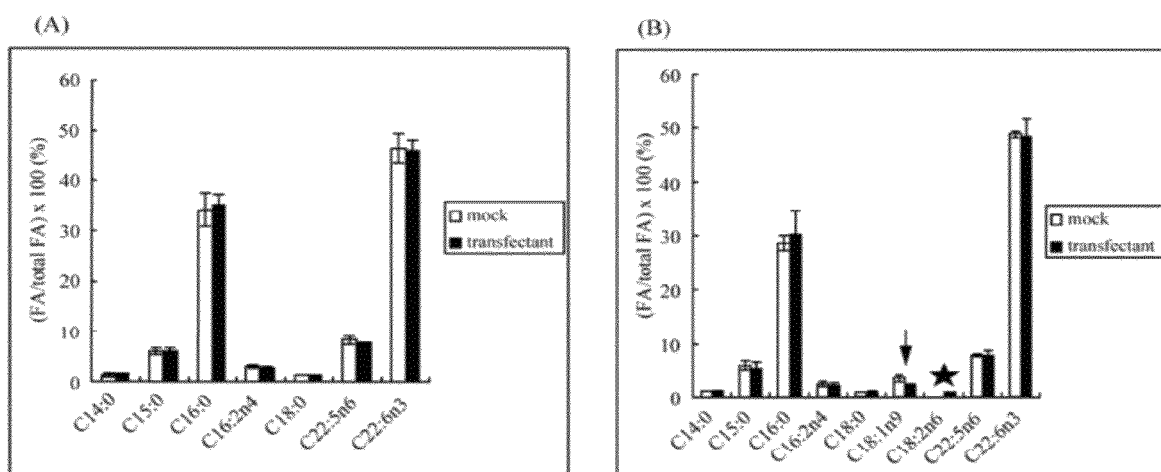 (A)
(FA/total FA) x 100 (%)
60
50
40
30
20
10
0
C14:0
C15:0
C16:0
C16:2n4
C18:0
C22:5n6
C22:6n3
mock
transfectant
(B)
(FA/total FA) x 100 (%)
60
50
40
30
20
10
0
C14:0
C15:0
C16:0
C16:2n4
C18:0
C18:1n9
C18:2n6
C22:5n6
C22:6n3
mock
transfectant